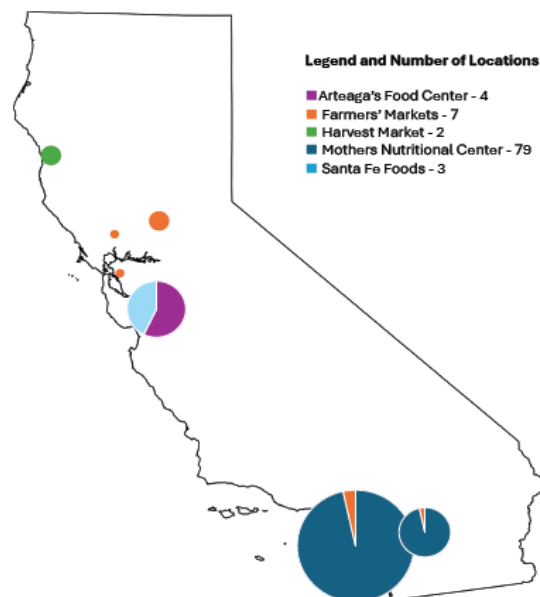 Legend and Number of Locations
Arteaga's Food Center - 4
Farmers' Markets - 7
Harvest Market - 2
Mothers Nutritional Center - 79
Santa Fe Foods - 3